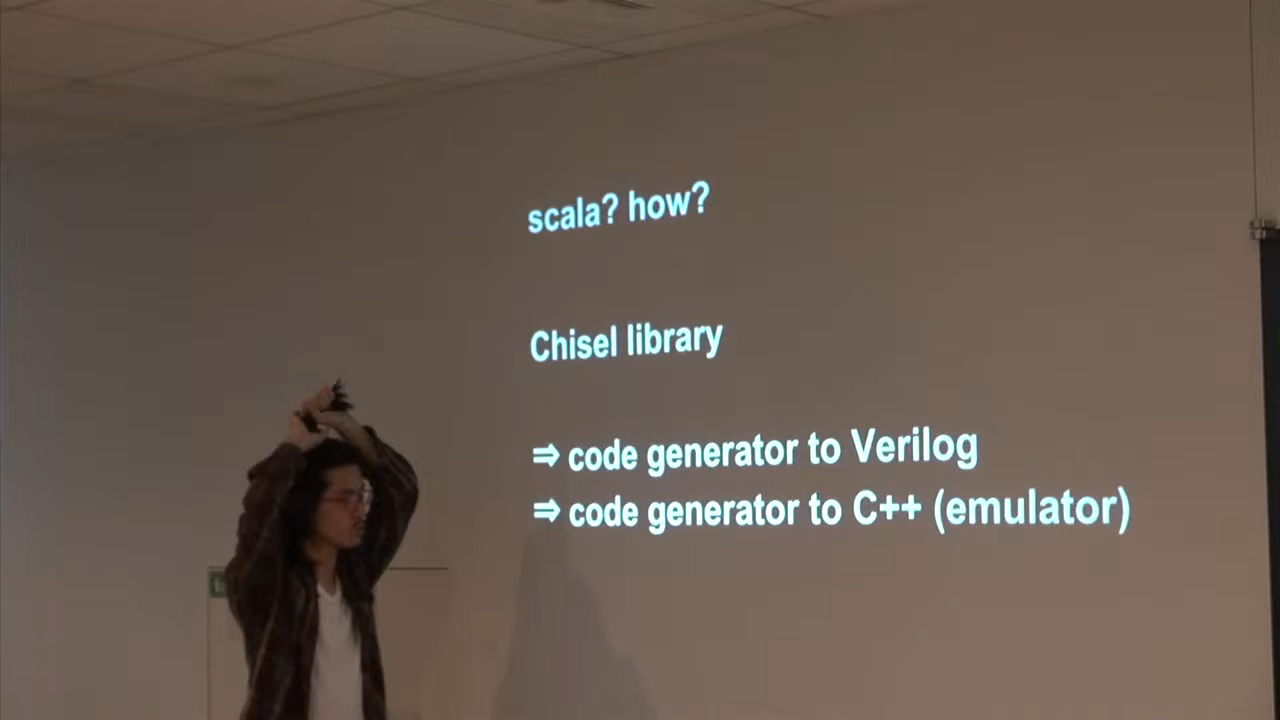 scala? how?
Chisel library
⇒ code generator to Verilog
⇒ code generator to C++ (emulator)